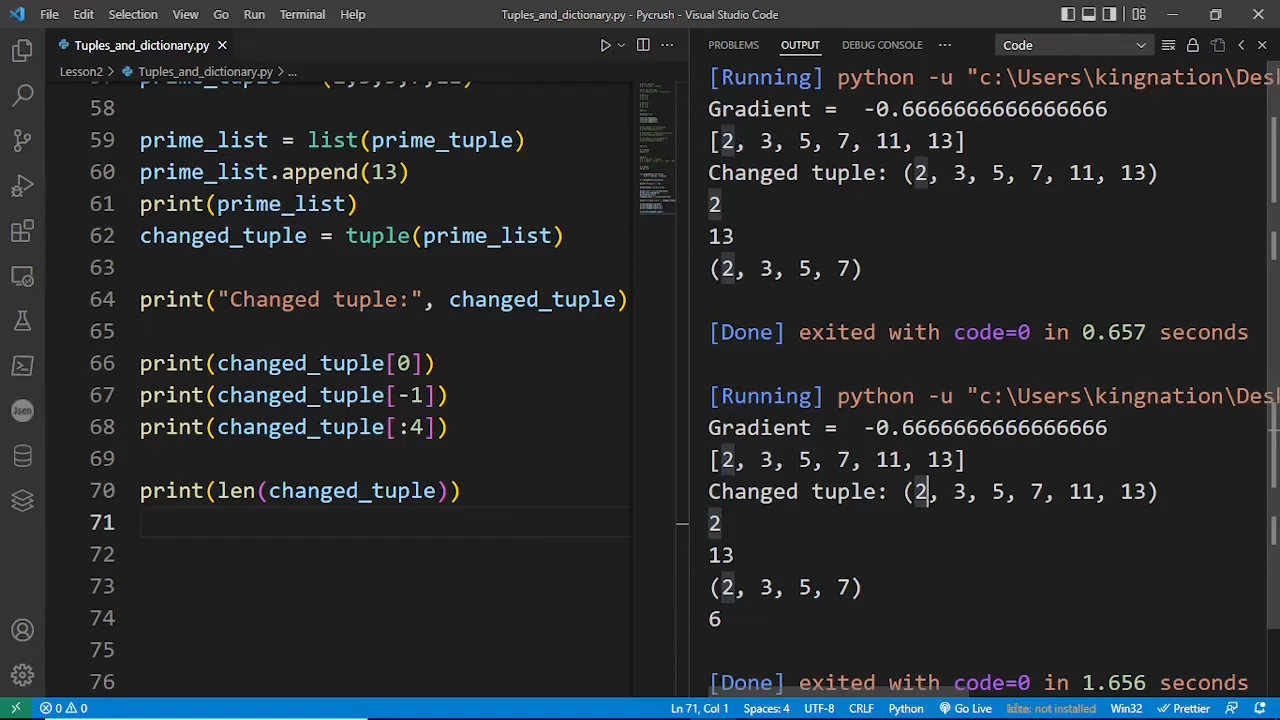 File Edit Selection View Go Run Terminal Help
Tuples_and_dictionary.py - Pycrush - Visual Studio Code
Tuples_and_dictionary.py
Lesson2 > Tuples_and_dictionary.py > ...
58
59 prime_list = list(prime_tuple)
60 prime_list.append(13)
61 print(prime_list)
62 changed_tuple = tuple(prime_list)
63
64 print("Changed tuple:", changed_tuple)
65
66 print(changed_tuple[0])
67 print(changed_tuple[-1])
68 print(changed_tuple[:4])
69
70 print(len(changed_tuple))
71
72
73
74
75
76
PROBLEMS OUTPUT DEBUG CONSOLE ... Code
[Running] python -u "c:\Users\kingnation\Des
Gradient =  -0.6666666666666666
[2, 3, 5, 7, 11, 13]
Changed tuple: (2, 3, 5, 7, 11, 13)
2
13
(2, 3, 5, 7)
[Done] exited with code=0 in 0.657 seconds
[Running] python -u "c:\Users\kingnation\Des
Gradient =  -0.6666666666666666
[2, 3, 5, 7, 11, 13]
Changed tuple: (2, 3, 5, 7, 11, 13)
2
13
(2, 3, 5, 7)
6
[Done] exited with code=0 in 1.656 seconds
Json
0 0 Ln 71, Col 1 Spaces: 4 UTF-8 CRLF Python Go Live kite: not installed Win32 Prettier